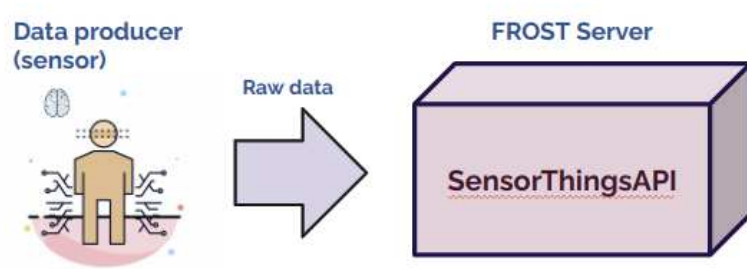 Data producer
(sensor)
Raw data
FROST Server
SensorThingsAPI